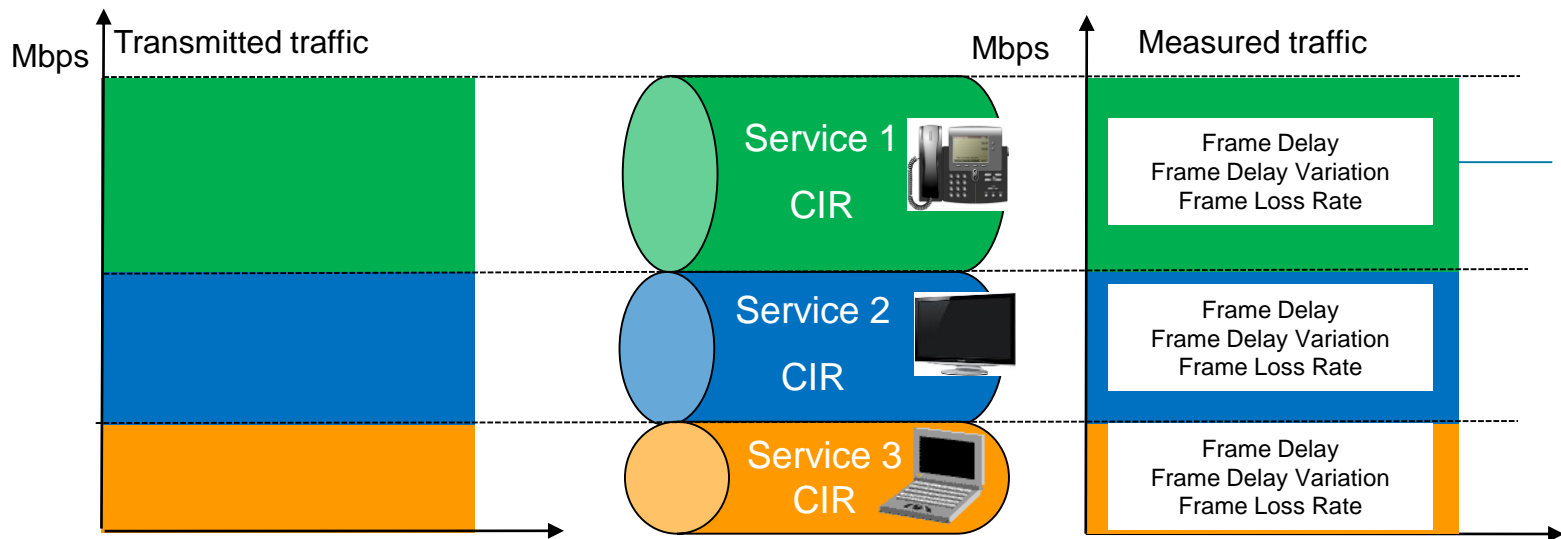 Mbps
Transmitted traffic
Mbps
Measured traffic
Service 1
CIR
Frame Delay
Frame Delay Variation
Frame Loss Rate
Service 2
CIR
Frame Delay
Frame Delay Variation
Frame Loss Rate
Service 3
CIR
Frame Delay
Frame Delay Variation
Frame Loss Rate